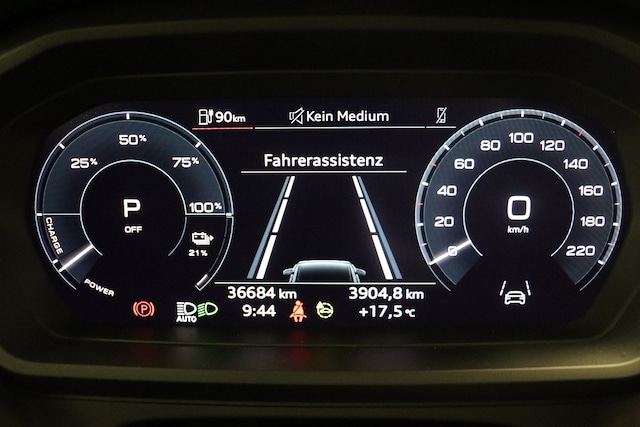 90km
Kein Medium
Fahrerassistenz
25%
50%
75%
100%
P
OFF
21%
CHARGE
POWER
0
20
40
60
80
100
120
140
160
180
220
0
km/h
36684 km
3904,8 km
9:44
+17,5 °C
(P)
AUTO